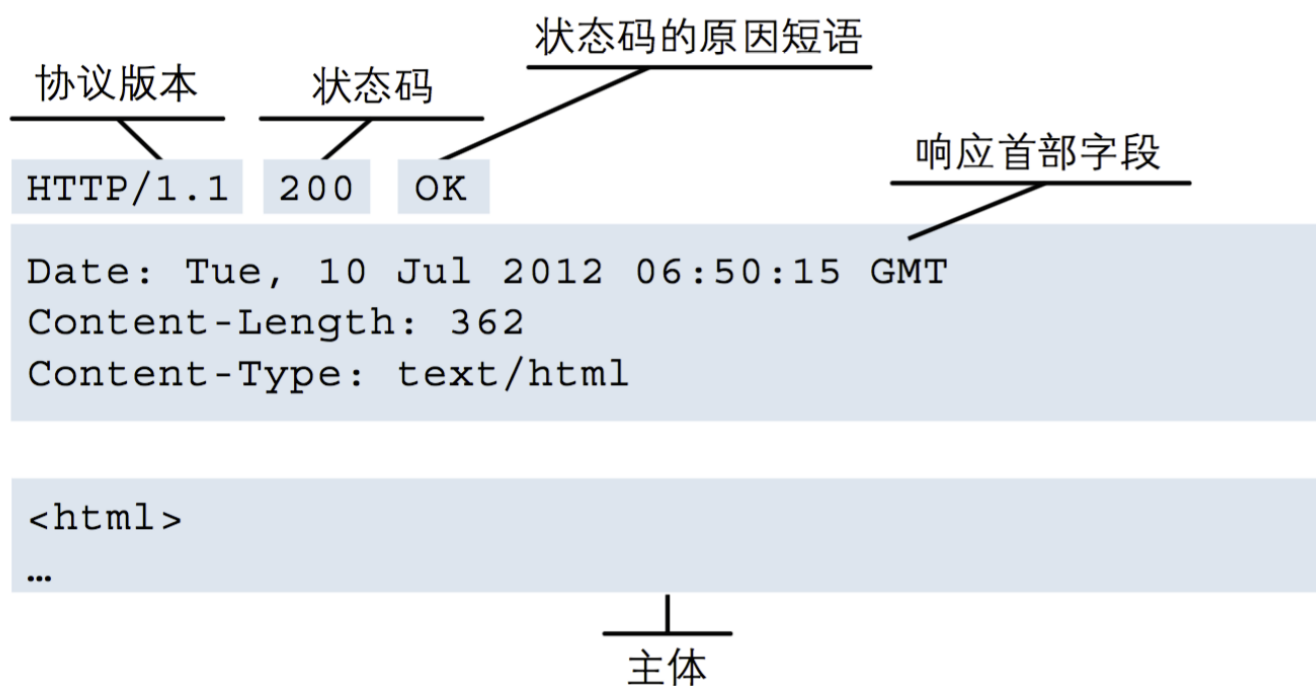 状态码的原因短语
协议版本
状态码
响应首部字段
HTTP/1.1 200 OK
Date: Tue, 10 Jul 2012 06:50:15 GMT
Content-Length: 362
Content-Type: text/html
<html>
…
主体